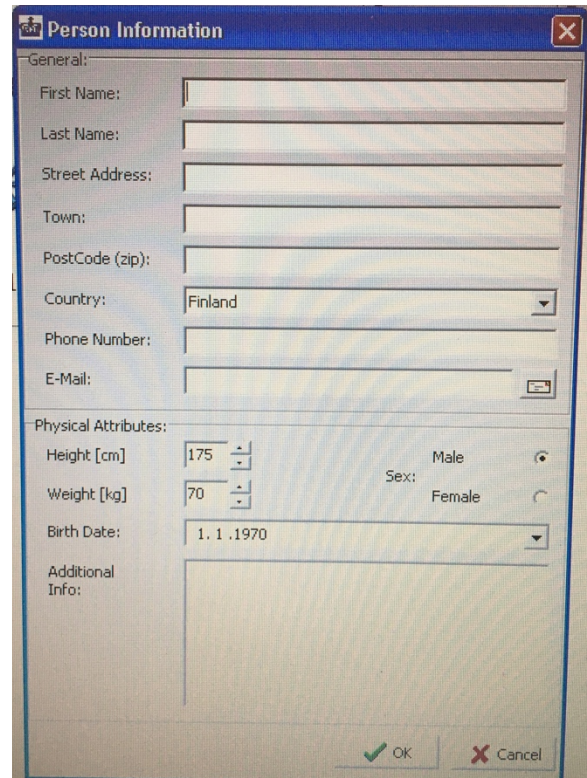 Person Information
General:
First Name:
Last Name:
Street Address:
Town:
PostCode (zip):
Country: Finland
Phone Number:
E-Mail:
Physical Attributes:
Height [cm] 175
Weight [kg] 70
Sex:
Male
Female
Birth Date: 1. 1 .1970
Additional
Info:
OK Cancel